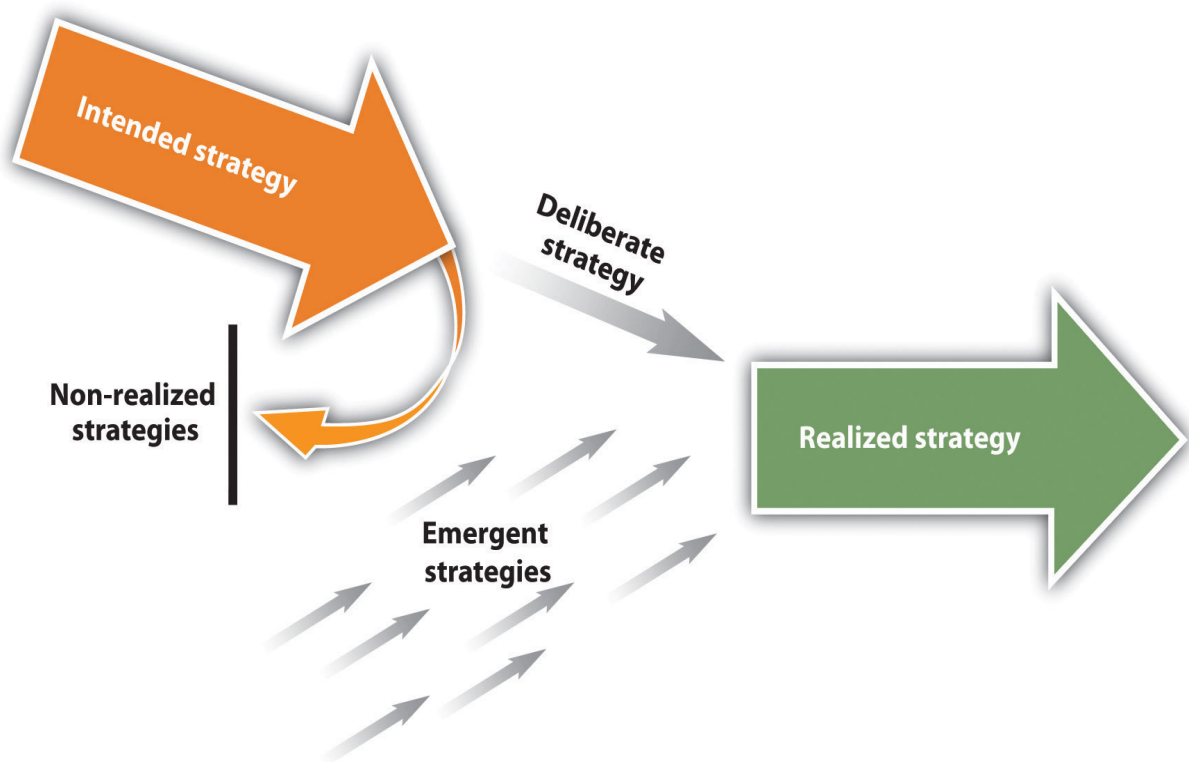 Intended strategy
Deliberate
strategy
Non-realized
strategies
Realized strategy
Emergent
strategies